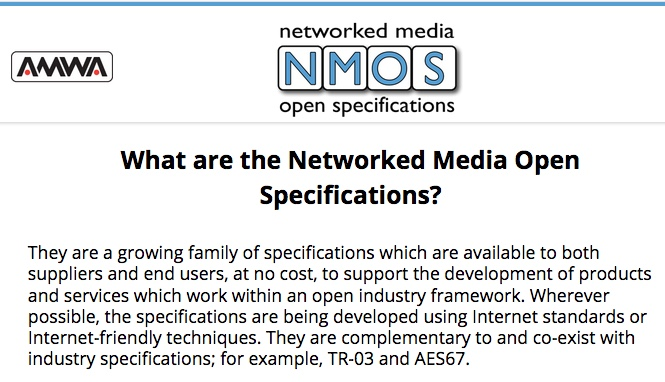 networked media
AMWA
NMOS
open specifications
What are the Networked Media Open
Specifications?
They are a growing family of specifications which are available to both
suppliers and end users, at no cost, to support the development of products
and services which work within an open industry framework. Wherever
possible, the specifications are being developed using Internet standards or
Internet-friendly techniques. They are complementary to and co-exist with
industry specifications; for example, TR-03 and AES67.